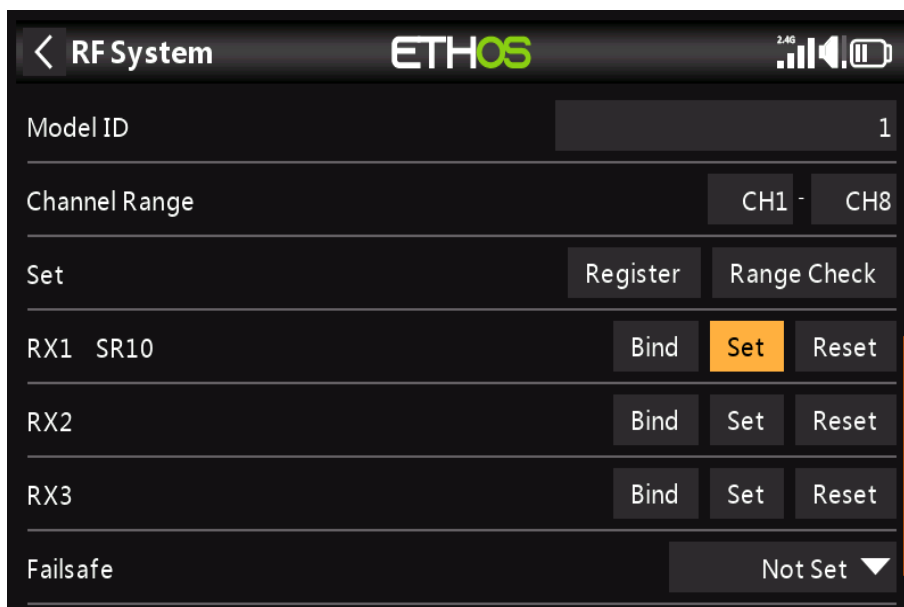 RF System ETHOS 2.4G
Model ID 1
Channel Range CH1 - CH8
Set Register Range Check
RX1 SR10 Bind Set Reset
RX2 Bind Set Reset
RX3 Bind Set Reset
Failsafe Not Set